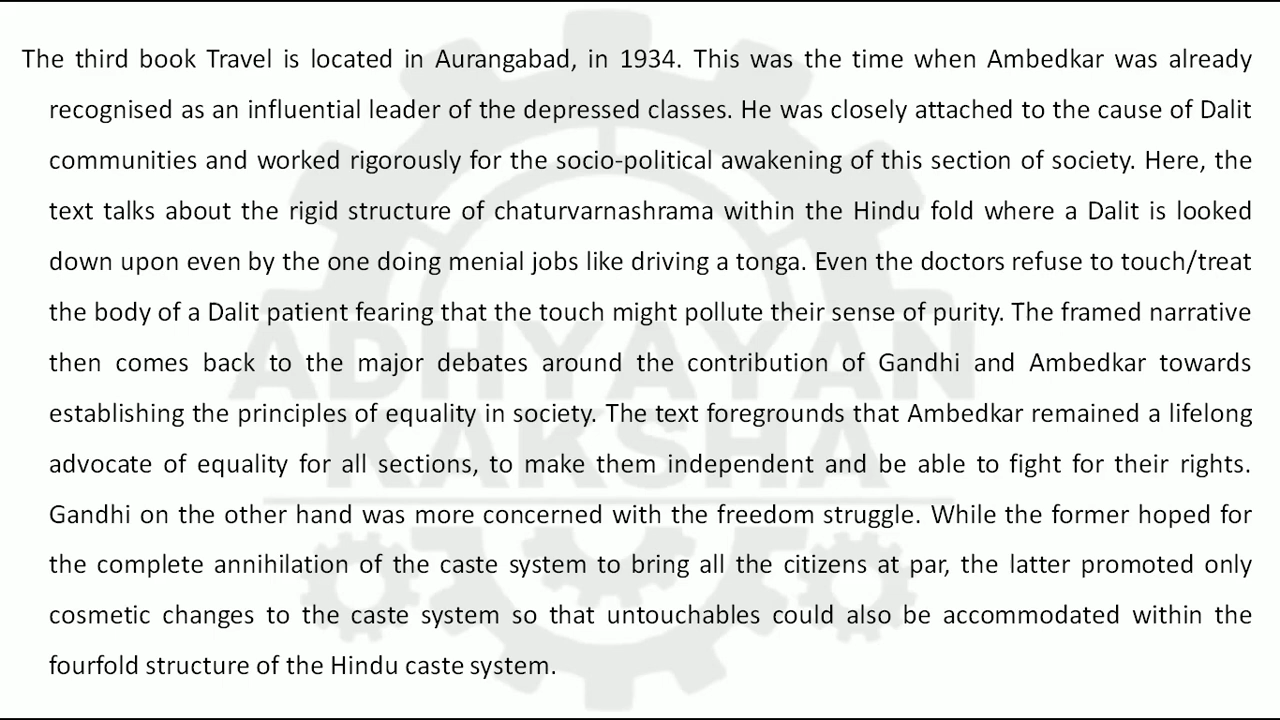 The third book Travel is located in Aurangabad, in 1934. This was the time when Ambedkar was already
recognised as an influential leader of the depressed classes. He was closely attached to the cause of Dalit
communities and worked rigorously for the socio-political awakening of this section of society. Here, the
text talks about the rigid structure of chaturvarnashrama within the Hindu fold where a Dalit is looked
down upon even by the one doing menial jobs like driving a tonga. Even the doctors refuse to touch/treat
the body of a Dalit patient fearing that the touch might pollute their sense of purity. The framed narrative
then comes back to the major debates around the contribution of Gandhi and Ambedkar towards
establishing the principles of equality in society. The text foregrounds that Ambedkar remained a lifelong
advocate of equality for all sections, to make them independent and be able to fight for their rights.
Gandhi on the other hand was more concerned with the freedom struggle. While the former hoped for
the complete annihilation of the caste system to bring all the citizens at par, the latter promoted only
cosmetic changes to the caste system so that untouchables could also be accommodated within the
fourfold structure of the Hindu caste system.
ADHYAYAN
KAKSHA